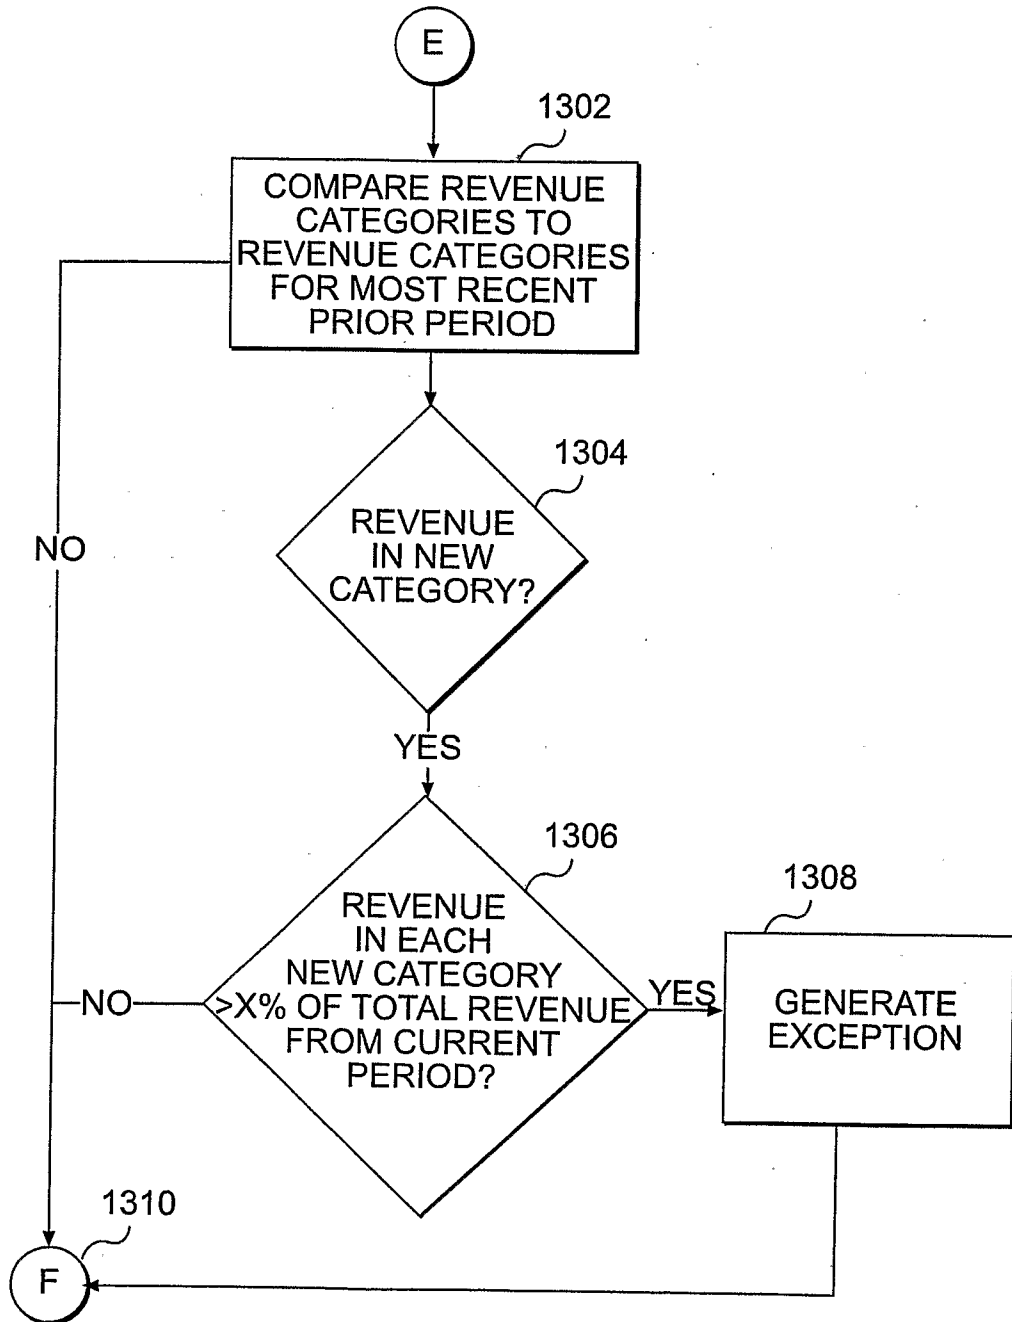 E
1302
COMPARE REVENUE
CATEGORIES TO
REVENUE CATEGORIES
FOR MOST RECENT
PRIOR PERIOD
1304
REVENUE
IN NEW
CATEGORY?
NO
YES
1306
REVENUE
IN EACH
NEW CATEGORY
>X% OF TOTAL REVENUE
FROM CURRENT
PERIOD?
NO
YES
1308
GENERATE
EXCEPTION
1310
F